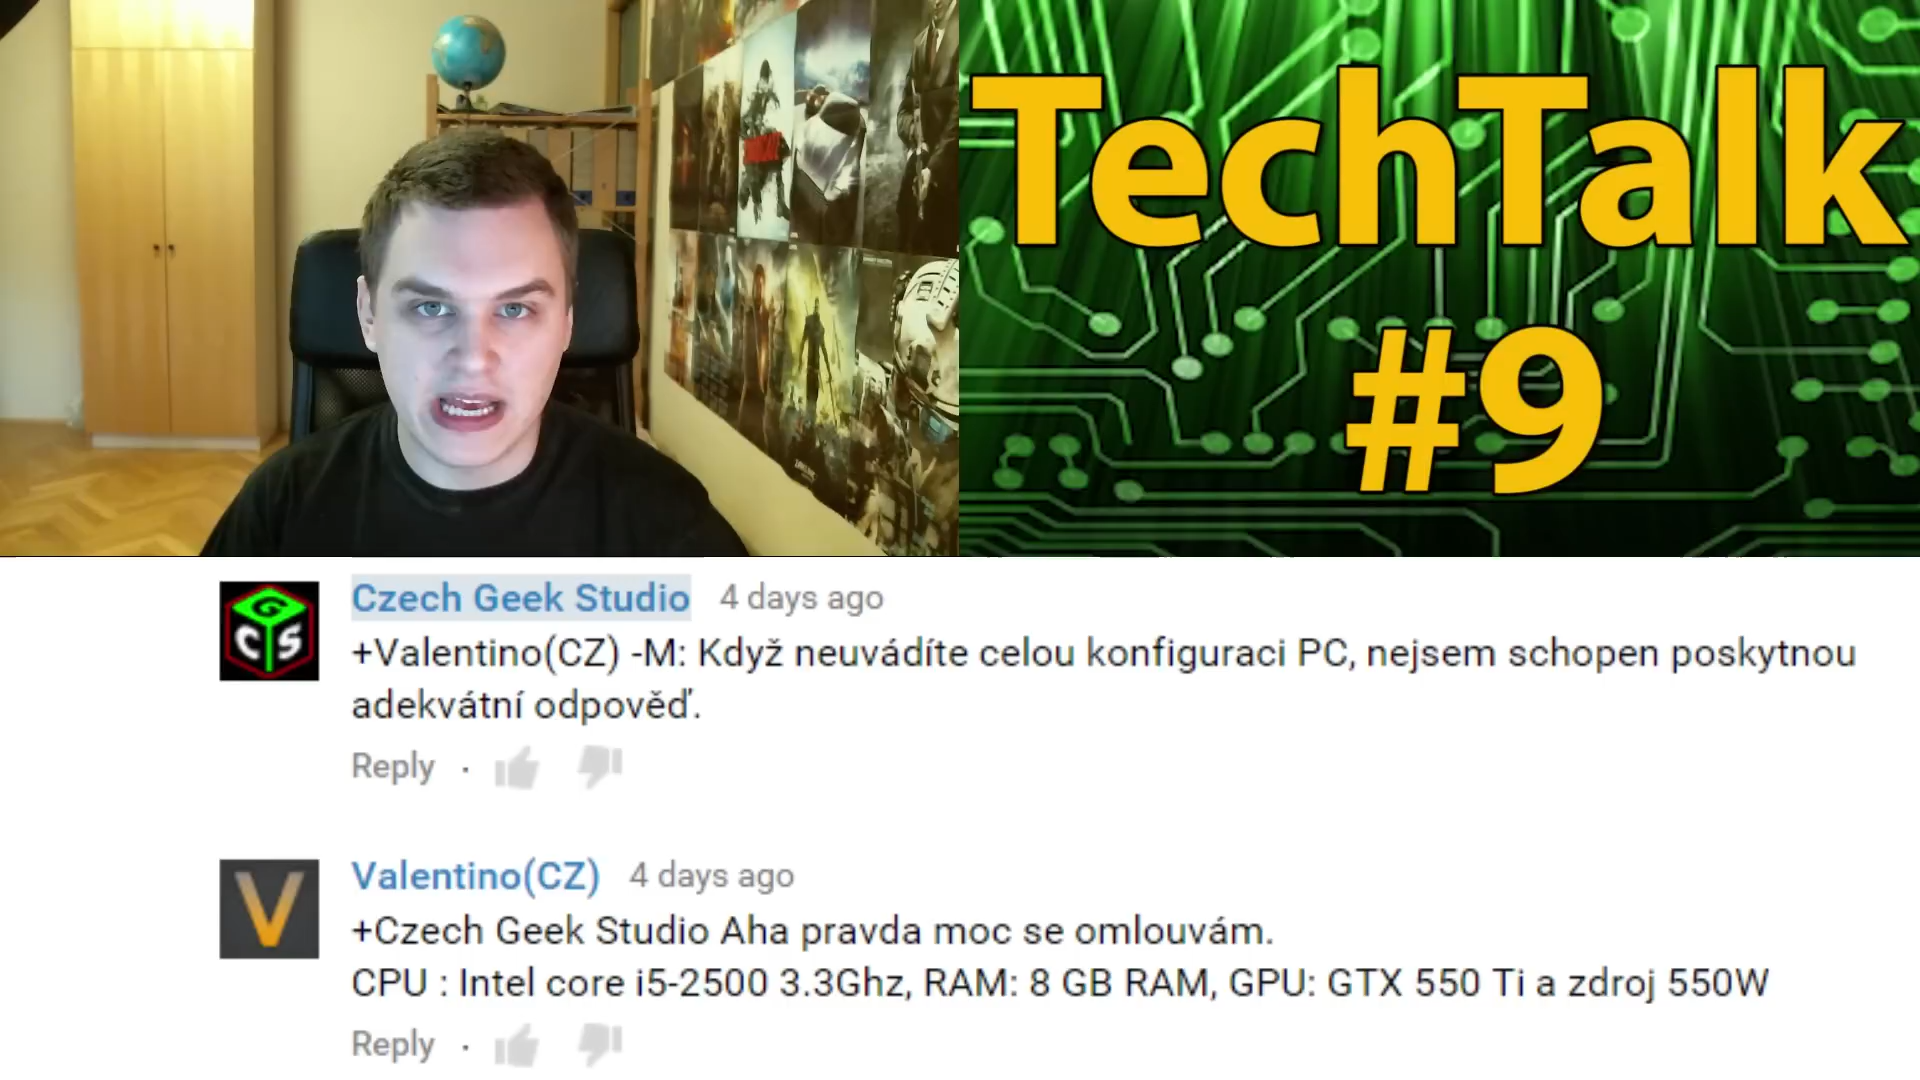 TechTalk
#9
Czech Geek Studio 4 days ago
+Valentino(CZ) -M: Když neuvádíte celou konfiguraci PC, nejsem schopen poskytnou
adekvátní odpověď.
Reply ·
Valentino(CZ) 4 days ago
+Czech Geek Studio Aha pravda moc se omlouvám.
CPU : Intel core i5-2500 3.3Ghz, RAM: 8 GB RAM, GPU: GTX 550 Ti a zdroj 550W
Reply ·